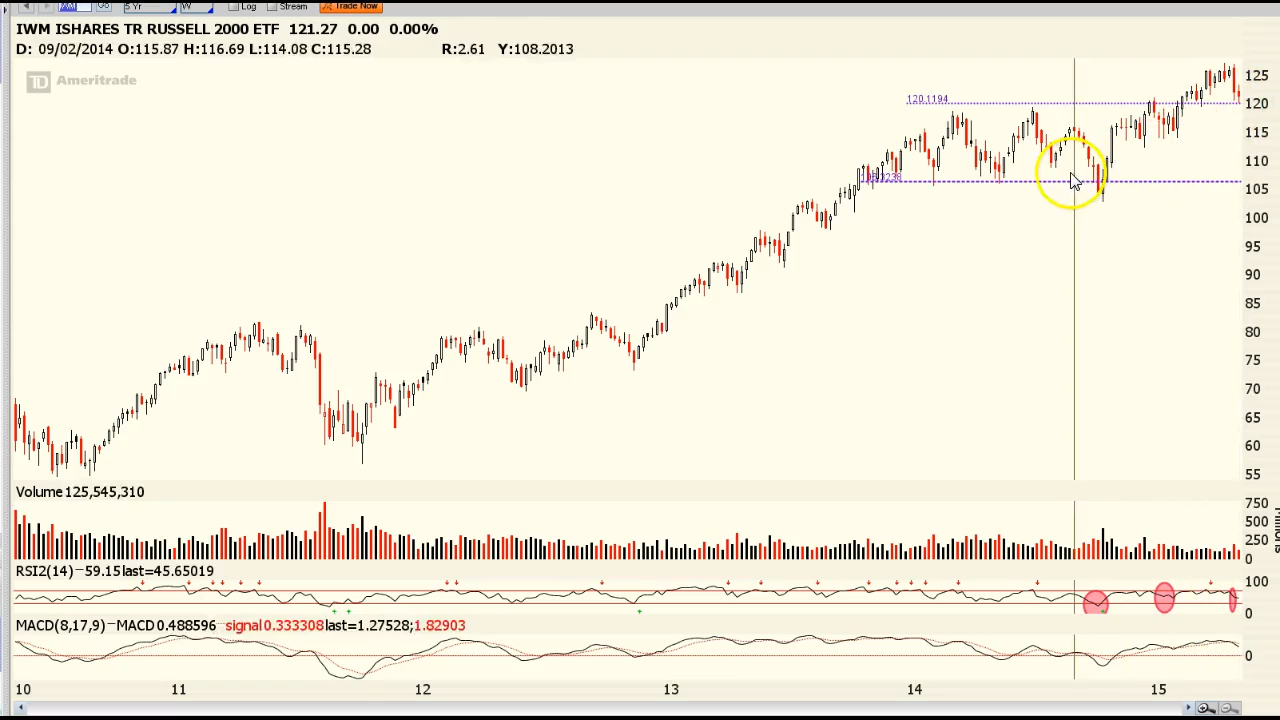 5 Yr W Log Stream Trade Now
IWM ISHARES TR RUSSELL 2000 ETF 121.27 0.00 0.00%
D: 09/02/2014 O:115.87 H:116.69 L:114.08 C:115.28 R:2.61 Y:108.2013
TD Ameritrade
125
120.1194
120
115
110
105
100
95
90
85
80
75
70
65
60
55
Volume 125,545,310
750
500
250
0
RSI2(14)−59.15last=45.65019
100
0
MACD(8,17,9)−MACD 0.488596 signal 0.333308 last=1.27528;1.82903
0
10 11 12 13 14 15